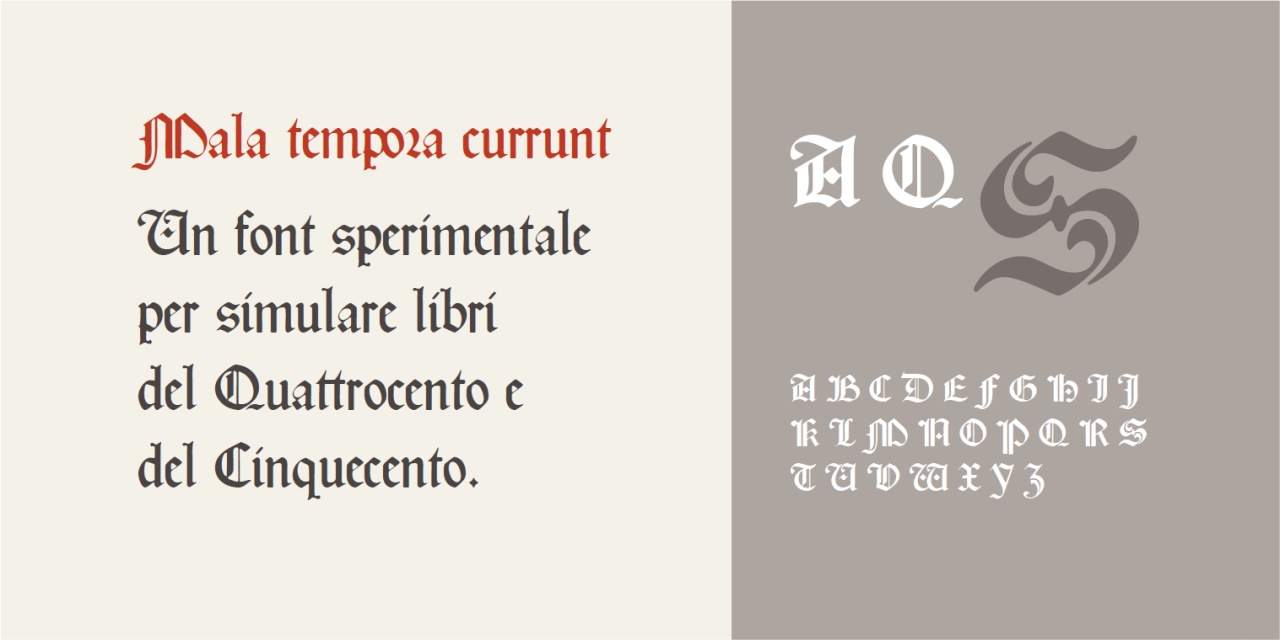 Mala tempora currunt
Un font sperimentale
per simulare libri
del Quattrocento e
del Cinquecento.
A Q S
A B C D E F G H I J
K L M N O P Q R S
T U V W X Y Z